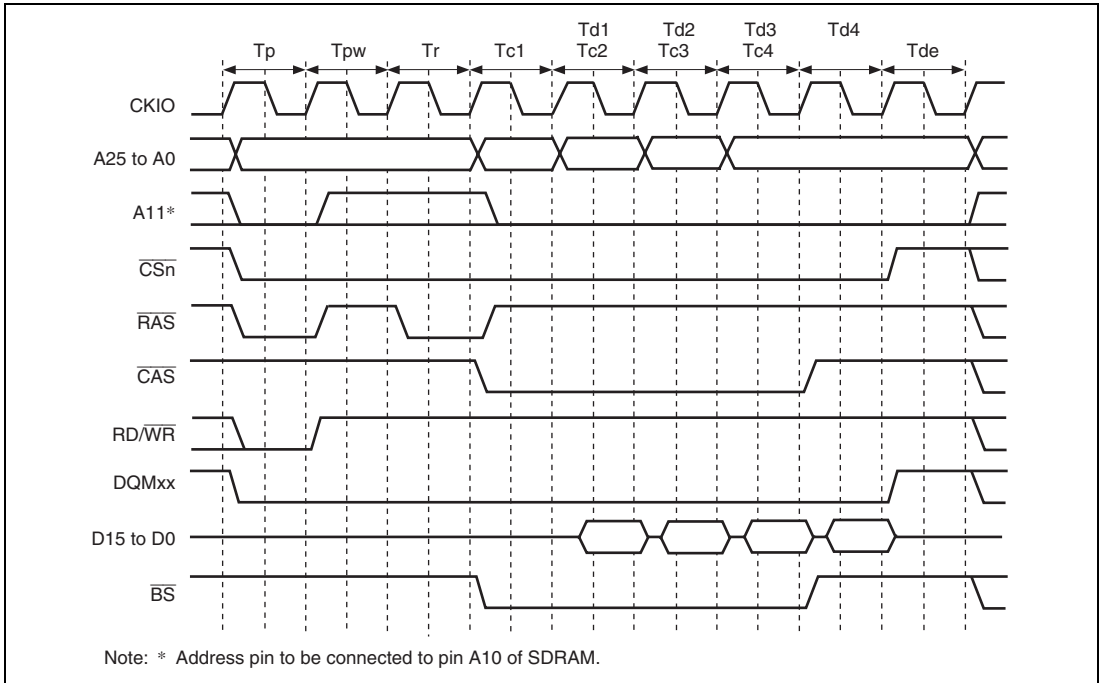 Td1 Td2 Td3 Td4
Tp Tpw Tr Tc1 Tc2 Tc3 Tc4 Tde
CKIO
A25 to A0
A11*
CSn
RAS
CAS
RD/WR
DQMxx
D15 to D0
BS
Note: * Address pin to be connected to pin A10 of SDRAM.